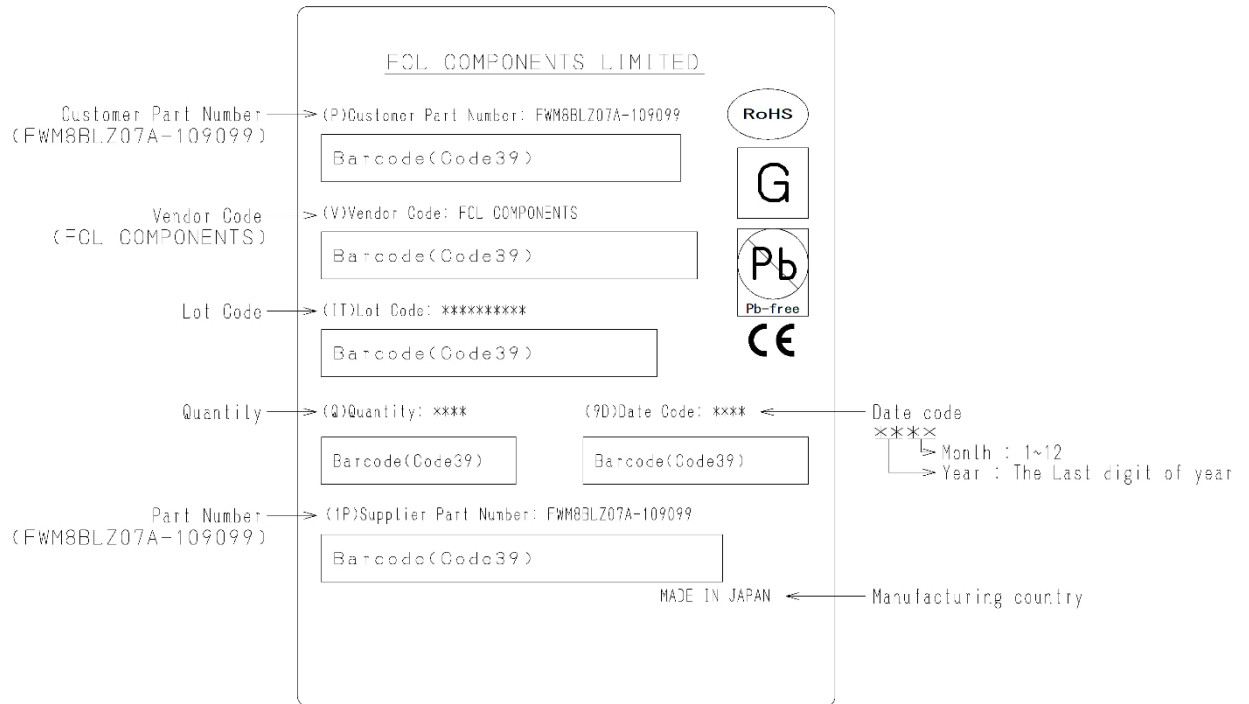 FCL COMPONENTS LIMITED
Customer Part Number
(FWM8BLZ07A-109099)
(P)Customer Part Number: FWM8BLZ07A-109099
Barcode(Code39)
RoHS
G
Vendor Code
(FCL COMPONENTS)
(V)Vendor Code: FCL COMPONENTS
Barcode(Code39)
Pb
Pb-free
Lot Code
(1T)Lot Code: **********
Barcode(Code39)
CE
Quantity
(Q)Quantity: ****
Barcode(Code39)
(9D)Date Code: ****
Barcode(Code39)
Date code
****
Month : 1~12
Year : The Last digit of year
Part Number
(FWM8BLZ07A-109099)
(1P)Supplier Part Number: FWM8BLZ07A-109099
Barcode(Code39)
MADE IN JAPAN
Manufacturing country